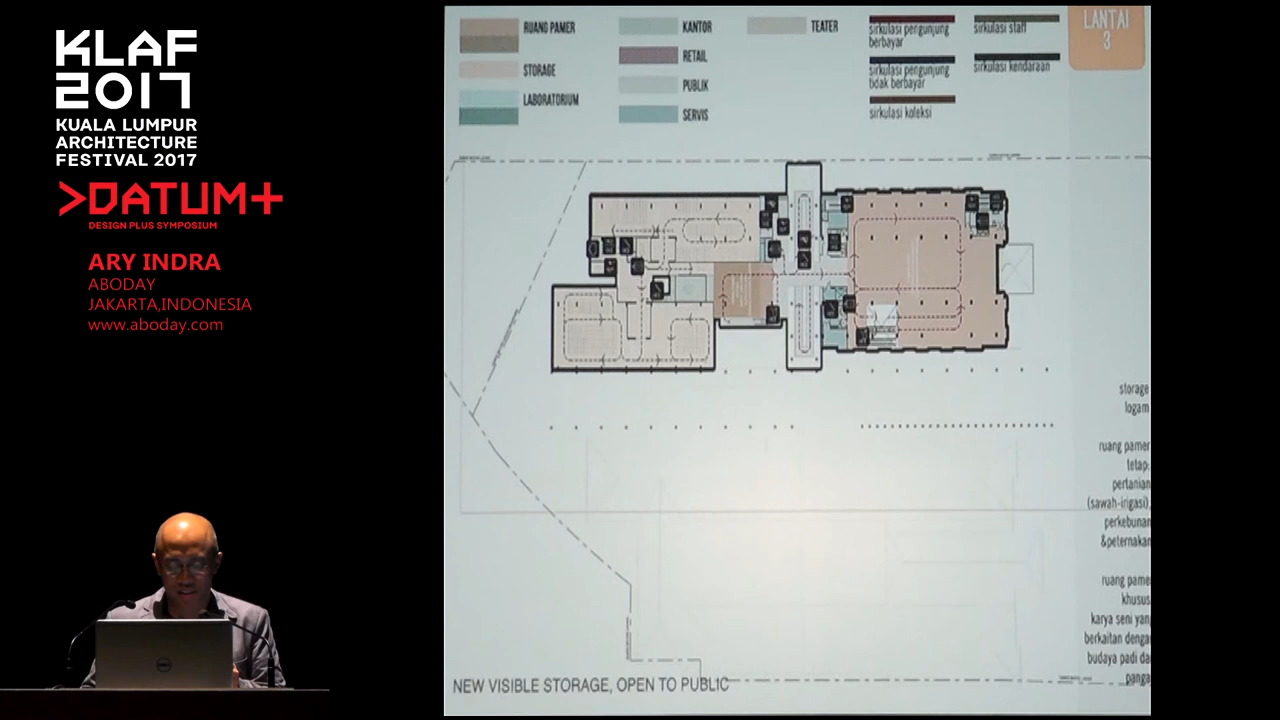 KLAF
2017
KUALA LUMPUR
ARCHITECTURE
FESTIVAL 2017
>DATUM+
DESIGN PLUS SYMPOSIUM
ARY INDRA
ABODAY
JAKARTA,INDONESIA
www.aboday.com
RUANG PAMER
STORAGE
LABORATORIUM
KANTOR
RETAIL
PUBLIK
SERVIS
TEATER
sirkulasi pengunjung
berbayar
sirkulasi pengunjung
tidak berbayar
sirkulasi koleksi
sirkulasi staff
sirkulasi kendaraan
LANTAI
3
storage
logam
ruang pamer
tetap:
pertanian
(sawah-irigasi),
perkebunan
&peternakan
ruang pamer
khusus
karya seni yan
berkaitan denga
budaya padi da
panga
NEW VISIBLE STORAGE, OPEN TO PUBLIC
DELL